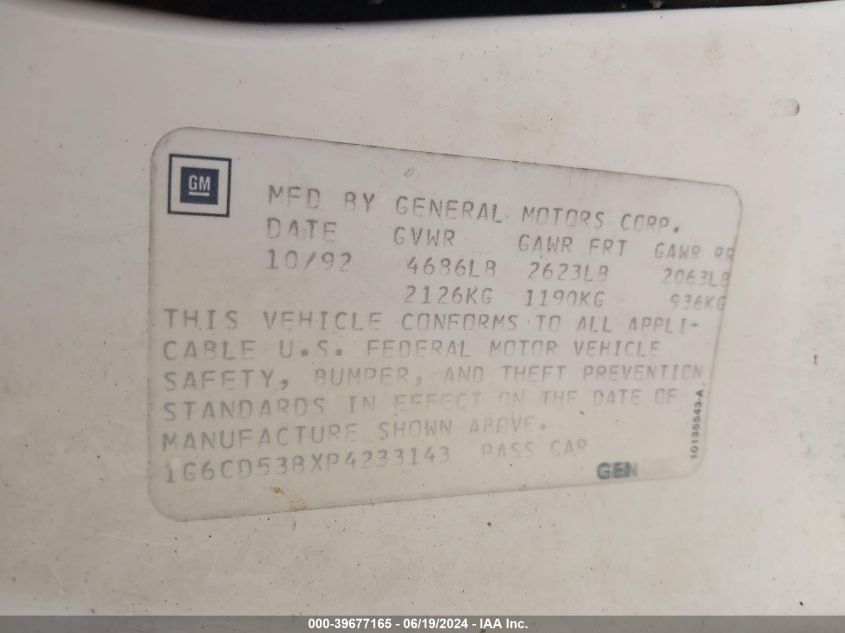 GM
MFD BY GENERAL MOTORS CORP.
DATE GVWR GAWR FRT GAWR RR
10/92 4686LB 2623LB 2063LB
2126KG 1190KG 936KG
THIS VEHICLE CONFORMS TO ALL APPLI-
CABLE U.S. FEDERAL MOTOR VEHICLE
SAFETY, BUMPER, AND THEFT PREVENTION
STANDARDS IN EFFECT ON THE DATE OF
MANUFACTURE SHOWN ABOVE.
1G6CD53BXP4233143 PASS CAR
GEN
10135543-A
000-39677165 - 06/19/2024 - IAA Inc.